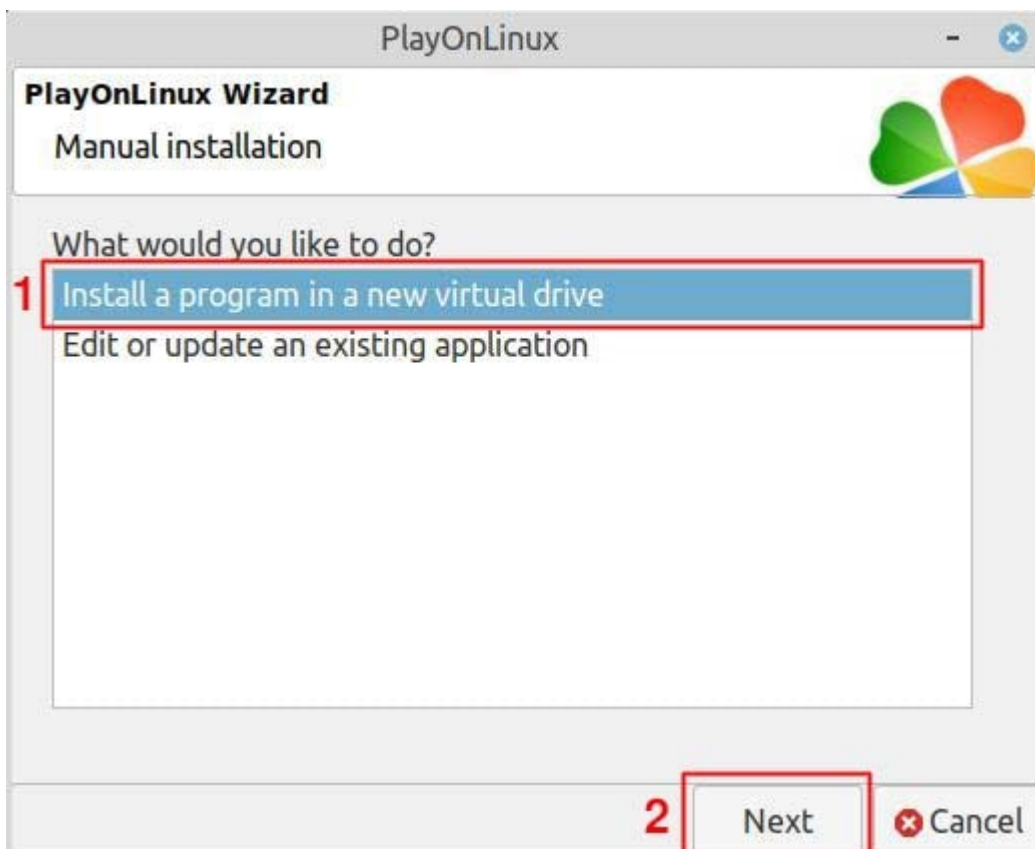 PlayOnLinux
PlayOnLinux Wizard
Manual installation
What would you like to do?
1 Install a program in a new virtual drive
Edit or update an existing application
2 Next Cancel